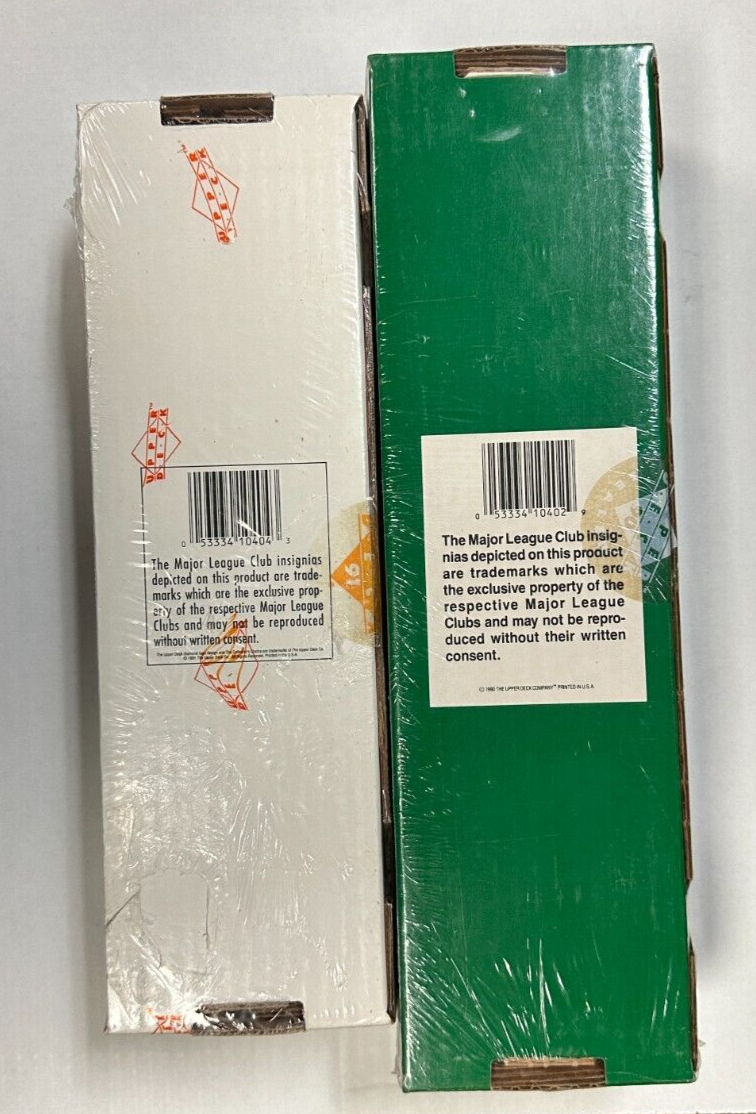 UPPER
DECK
UPPER
DECK
0 53334 10404 3
The Major League Club insignias
depicted on this product are trade-
marks which are the exclusive prop-
erty of the respective Major League
Clubs and may not be reproduced
without written consent.
91
0 53334 10402 9
The Major League Club insig-
nias depicted on this product
are trademarks which are
the exclusive property of the
respective Major League
Clubs and may not be repro-
duced without their written
consent.
© 1990 THE UPPER DECK COMPANY™ PRINTED IN U.S.A.